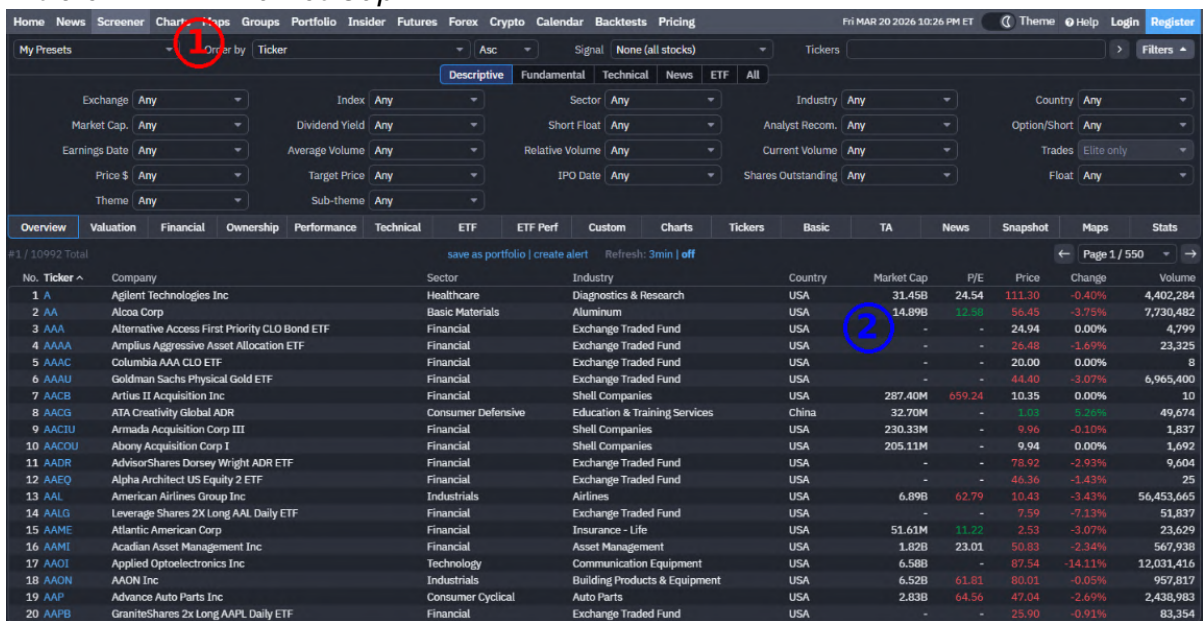 Home News Screener Charts Maps Groups Portfolio Insider Futures Forex Crypto Calendar Backtests Pricing Fri MAR 20 2026 10:26 PM ET Theme Help Login Register
My Presets ① Order by Ticker Asc Signal None (all stocks) Tickers > Filters
Descriptive Fundamental Technical News ETF All
Exchange Any Index Any Sector Any Industry Any Country Any
Market Cap. Any Dividend Yield Any Short Float Any Analyst Recom. Any Option/Short Any
Earnings Date Any Average Volume Any Relative Volume Any Current Volume Any Trades Elite only
Price $ Any Target Price Any IPO Date Any Shares Outstanding Any Float Any
Theme Any Sub-theme Any
Overview Valuation Financial Ownership Performance Technical ETF ETF Perf Custom Charts Tickers Basic TA News Snapshot Maps Stats
#1 / 10992 Total save as portfolio | create alert Refresh: 3min | off ← Page 1 / 550 →
No. Ticker Company Sector Industry Country Market Cap P/E Price Change Volume
1 A Agilent Technologies Inc Healthcare Diagnostics & Research USA 31.45B 24.54 111.30 -0.40% 4,402,284
2 AA Alcoa Corp Basic Materials Aluminum USA 14.89B 12.58 56.45 -3.75% 7,730,482
3 AAA Alternative Access First Priority CLO Bond ETF Financial Exchange Traded Fund USA ② - - 24.94 0.00% 4,799
4 AAAA Amplius Aggressive Asset Allocation ETF Financial Exchange Traded Fund USA - - 26.48 -1.69% 23,325
5 AAAC Columbia AAA CLO ETF Financial Exchange Traded Fund USA - - 20.00 0.00% 8
6 AAAU Goldman Sachs Physical Gold ETF Financial Exchange Traded Fund USA - - 44.40 -3.07% 6,965,400
7 AACB Artius II Acquisition Inc Financial Shell Companies USA 287.40M 659.24 10.35 0.00% 10
8 AACG ATA Creativity Global ADR Consumer Defensive Education & Training Services China 32.70M - 1.03 5.26% 49,674
9 AACIU Armada Acquisition Corp III Financial Shell Companies USA 230.33M - 9.96 -0.10% 1,837
10 AACOU Abony Acquisition Corp I Financial Shell Companies USA 205.11M - 9.94 0.00% 1,692
11 AADR AdvisorShares Dorsey Wright ADR ETF Financial Exchange Traded Fund USA - - 78.92 -2.93% 9,604
12 AAEQ Alpha Architect US Equity 2 ETF Financial Exchange Traded Fund USA - - 46.36 -1.43% 25
13 AAL American Airlines Group Inc Industrials Airlines USA 6.89B 62.79 10.43 -3.43% 56,453,665
14 AALG Leverage Shares 2X Long AAL Daily ETF Financial Exchange Traded Fund USA - - 7.59 -7.13% 51,837
15 AAME Atlantic American Corp Financial Insurance - Life USA 51.61M 11.22 2.53 -3.07% 23,629
16 AAMI Acadian Asset Management Inc Financial Asset Management USA 1.82B 23.01 50.83 -2.34% 567,938
17 AAOI Applied Optoelectronics Inc Technology Communication Equipment USA 6.58B - 87.54 -14.11% 12,031,416
18 AAON AAON Inc Industrials Building Products & Equipment USA 6.52B 61.81 80.01 -0.05% 957,817
19 AAP Advance Auto Parts Inc Consumer Cyclical Auto Parts USA 2.83B 64.56 47.04 -2.69% 2,438,983
20 AAPB GraniteShares 2x Long AAPL Daily ETF Financial Exchange Traded Fund USA - - 25.90 -0.91% 83,354